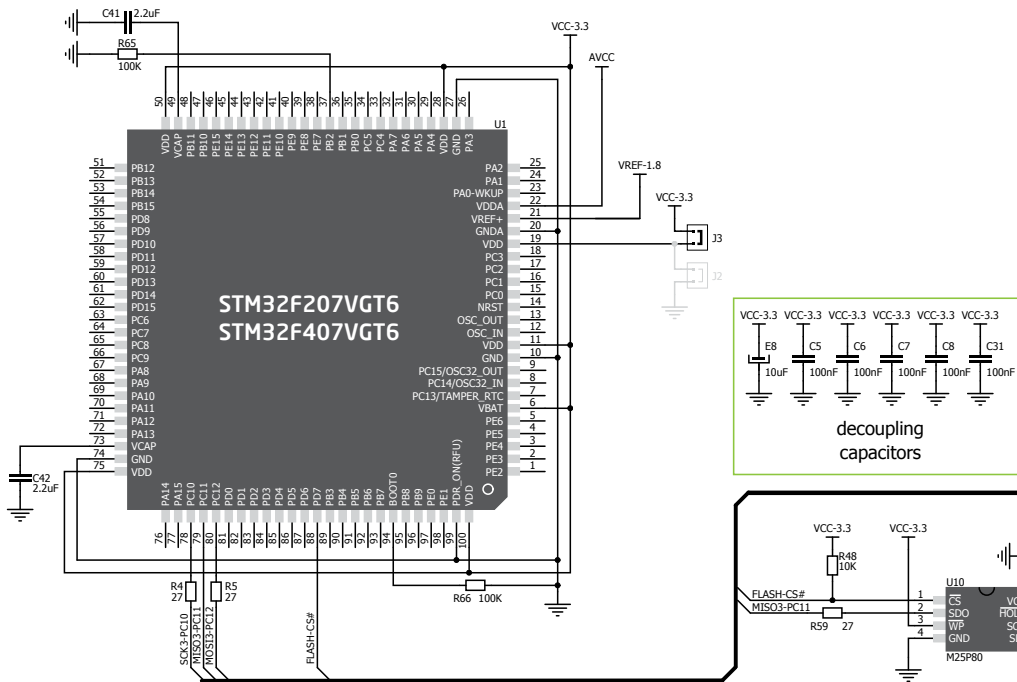 C41
2.2uF
R65
100K
VCC-3.3
AVCC
50 49 48 47 46 45 44 43 42 41 40 39 38 37 36 35 34 33 32 31 30 29 28 27 26
U1
VDD VCAP PB11 PB10 PE15 PE14 PE13 PE12 PE11 PE10 PE9 PE8 PE7 PB2 PB1 PB0 PC5 PC4 PA7 PA6 PA5 PA4 VDD GND PA3
51 PB12
52 PB13
53 PB14
54 PB15
55 PD8
56 PD9
57 PD10
58 PD11
59 PD12
60 PD13
61 PD14
62 PD15
63 PC6
64 PC7
65 PC8
66 PC9
67 PA8
68 PA9
69 PA10
70 PA11
71 PA12
72 PA13
73 VCAP
74 GND
75 VDD
STM32F207VGT6
STM32F407VGT6
PA2 25
PA1 24
PA0-WKUP 23
VDDA 22
VREF+ 21
GNDA 20
VDD 19
PC3 18
PC2 17
PC1 16
PC0 15
NRST 14
OSC_OUT 13
OSC_IN 12
VDD 11
GND 10
PC15/OSC32_OUT 9
PC14/OSC32_IN 8
PC13/TAMPER_RTC 7
VBAT 6
PE6 5
PE5 4
PE4 3
PE3 2
PE2 1
VREF-1.8
VCC-3.3
J3
J2
C42
2.2uF
PA14 PA15 PC10 PC11 PC12 PD0 PD1 PD2 PD3 PD4 PD5 PD6 PD7 PB3 PB4 PB5 PB6 PB7 BOOT0 PB8 PB9 PE0 PE1 PDR_ON(RFU) VDD
76 77 78 79 80 81 82 83 84 85 86 87 88 89 90 91 92 93 94 95 96 97 98 99 100
R4
27
R5
27
R66 100K
SCK3-PC10
MISO3-PC11
MOSI3-PC12
FLASH-CS#
VCC-3.3 VCC-3.3 VCC-3.3 VCC-3.3 VCC-3.3 VCC-3.3
E8 C5 C6 C7 C8 C31
10uF 100nF 100nF 100nF 100nF 100nF
decoupling
capacitors
VCC-3.3 VCC-3.3
R48
10K
U10
FLASH-CS#
MISO3-PC11
R59 27
1 CS
2 SDO
3 WP
4 GND
M25P80